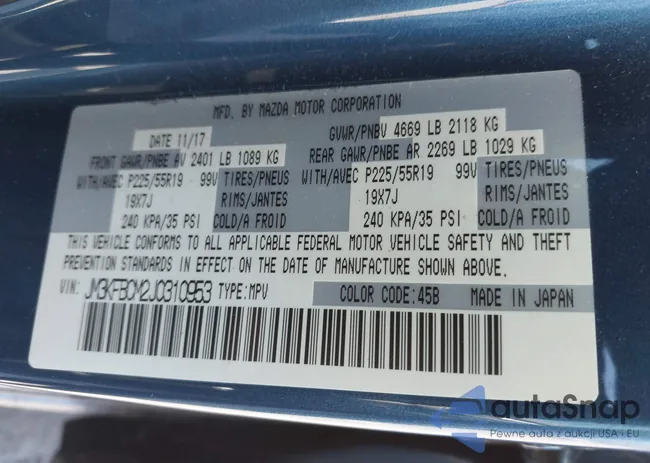 MFD. BY MAZDA MOTOR CORPORATION
DATE 11/17 GVWR/PNBV 4669 LB 2118 KG
FRONT GAWR/PNBE AV 2401 LB 1089 KG REAR GAWR/PNBE AR 2269 LB 1029 KG
WITH/AVEC P225/55R19 99V TIRES/PNEUS WITH/AVEC P225/55R19 99V TIRES/PNEUS
19X7J RIMS/JANTES 19X7J RIMS/JANTES
240 KPA/35 PSI COLD/A FROID 240 KPA/35 PSI COLD/A FROID
THIS VEHICLE CONFORMS TO ALL APPLICABLE FEDERAL MOTOR VEHICLE SAFETY AND THEFT
PREVENTION STANDARDS IN EFFECT ON THE DATE OF MANUFACTURE SHOWN ABOVE.
VIN: JM3KFBCM2J0310953 TYPE:MPV COLOR CODE:45B MADE IN JAPAN
autaSnap
Pewne auta z aukcji USA i EU